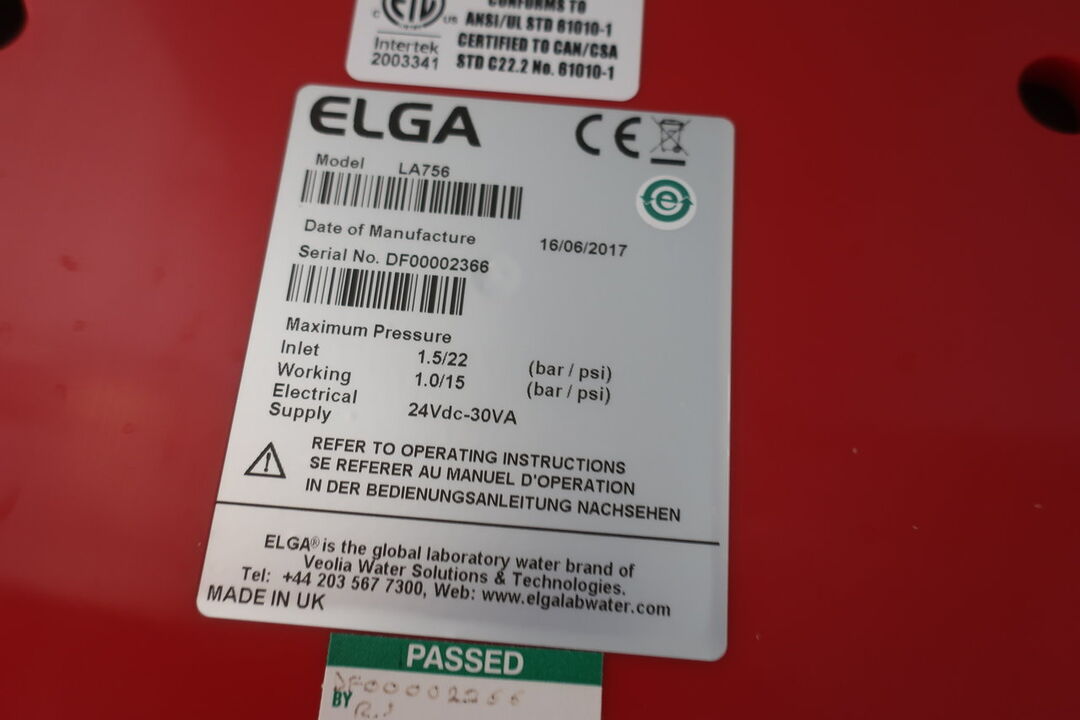 CONFORMS TO
ANSI/UL STD 61010-1
CERTIFIED TO CAN/CSA
STD C22.2 No. 61010-1
C ETL US
Intertek
2003341
ELGA CE
Model LA756
e
Date of Manufacture 16/06/2017
Serial No. DF00002366
Maximum Pressure
Inlet 1.5/22 (bar / psi)
Working 1.0/15 (bar / psi)
Electrical
Supply 24Vdc-30VA
REFER TO OPERATING INSTRUCTIONS
SE REFERER AU MANUEL D'OPERATION
IN DER BEDIENUNGSANLEITUNG NACHSEHEN
ELGA® is the global laboratory water brand of
Veolia Water Solutions & Technologies.
Tel: +44 203 567 7300, Web: www.elgalabwater.com
MADE IN UK
PASSED
BY